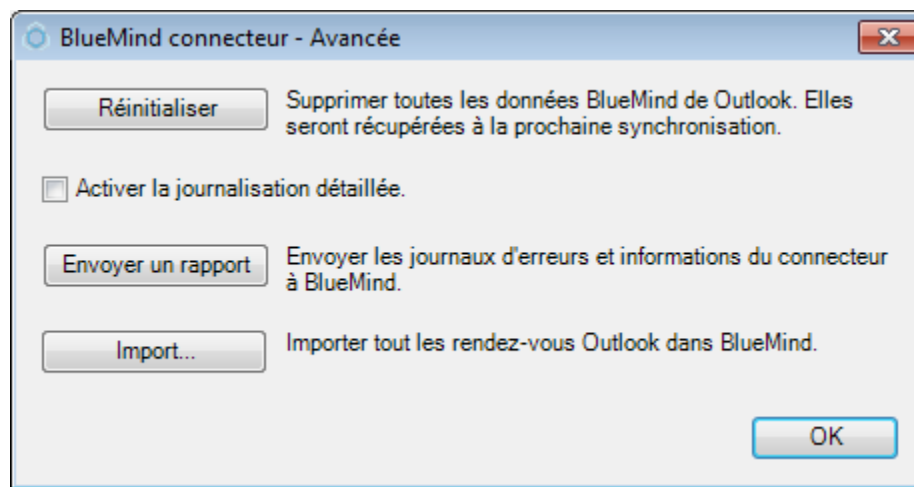 BlueMind connecteur - Avancée
Réinitialiser
Supprimer toutes les données BlueMind de Outlook. Elles
seront récupérées à la prochaine synchronisation.
Activer la journalisation détaillée.
Envoyer un rapport
Envoyer les journaux d'erreurs et informations du connecteur
à BlueMind.
Import...
Importer tout les rendez-vous Outlook dans BlueMind.
OK